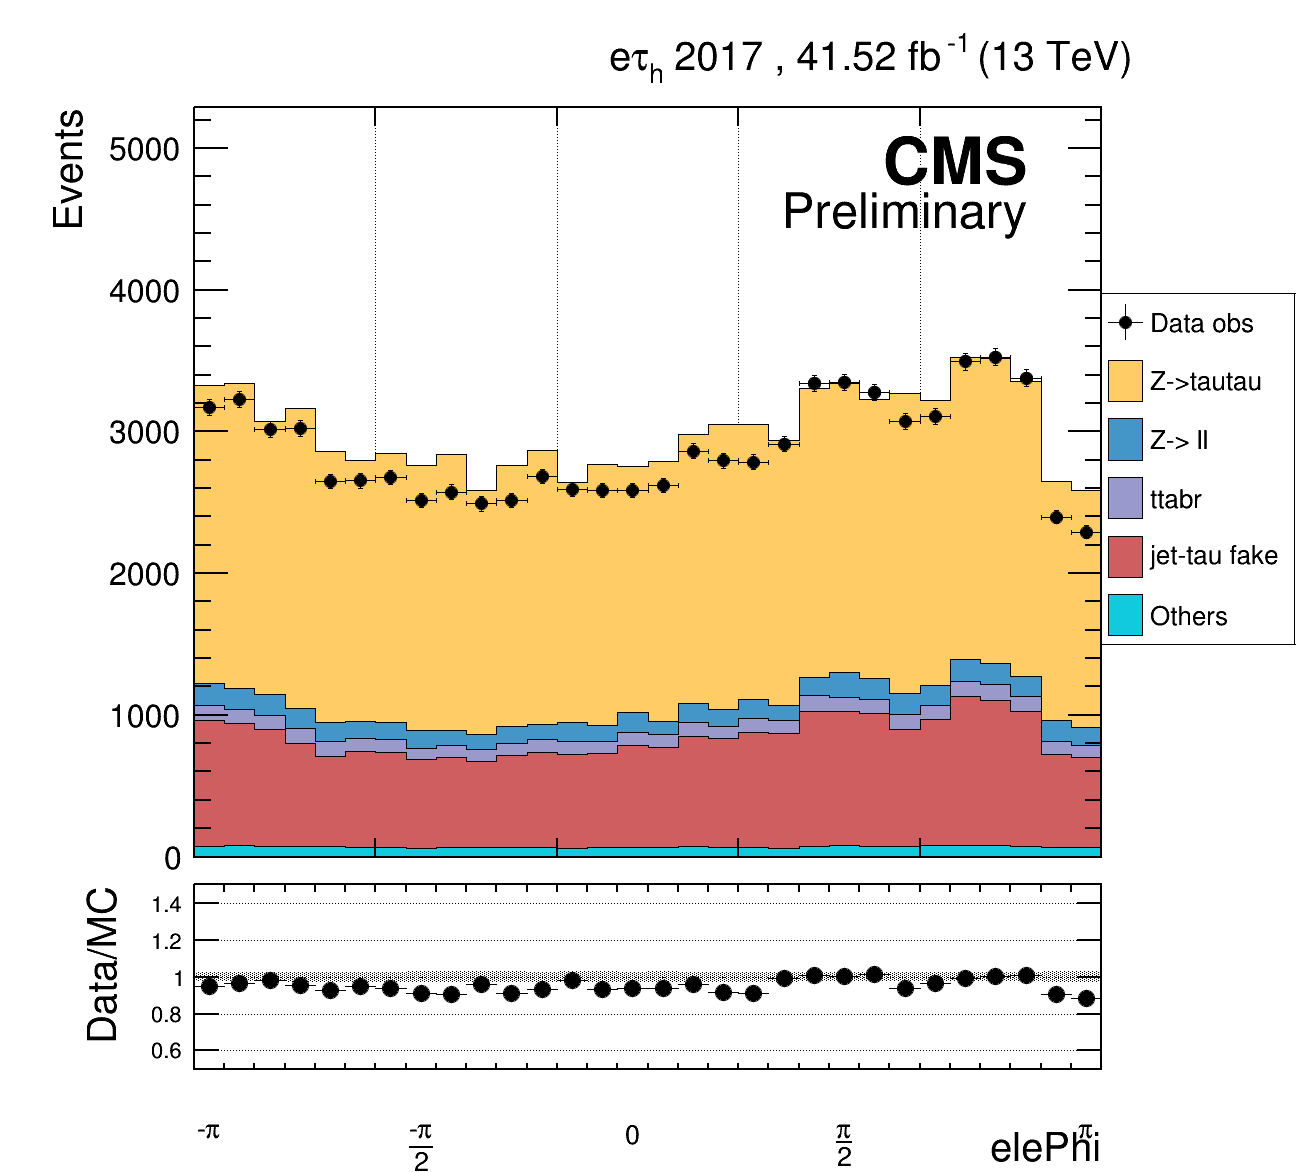 eτh 2017 , 41.52 fb-1 (13 TeV)
Events
5000
4000
3000
2000
1000
0
CMS
Preliminary
Data obs
Z->tautau
Z-> ll
ttabr
jet-tau fake
Others
Data/MC
1.4
1.2
1
0.8
0.6
-π
-π
2
0
π
2
π
elePhi